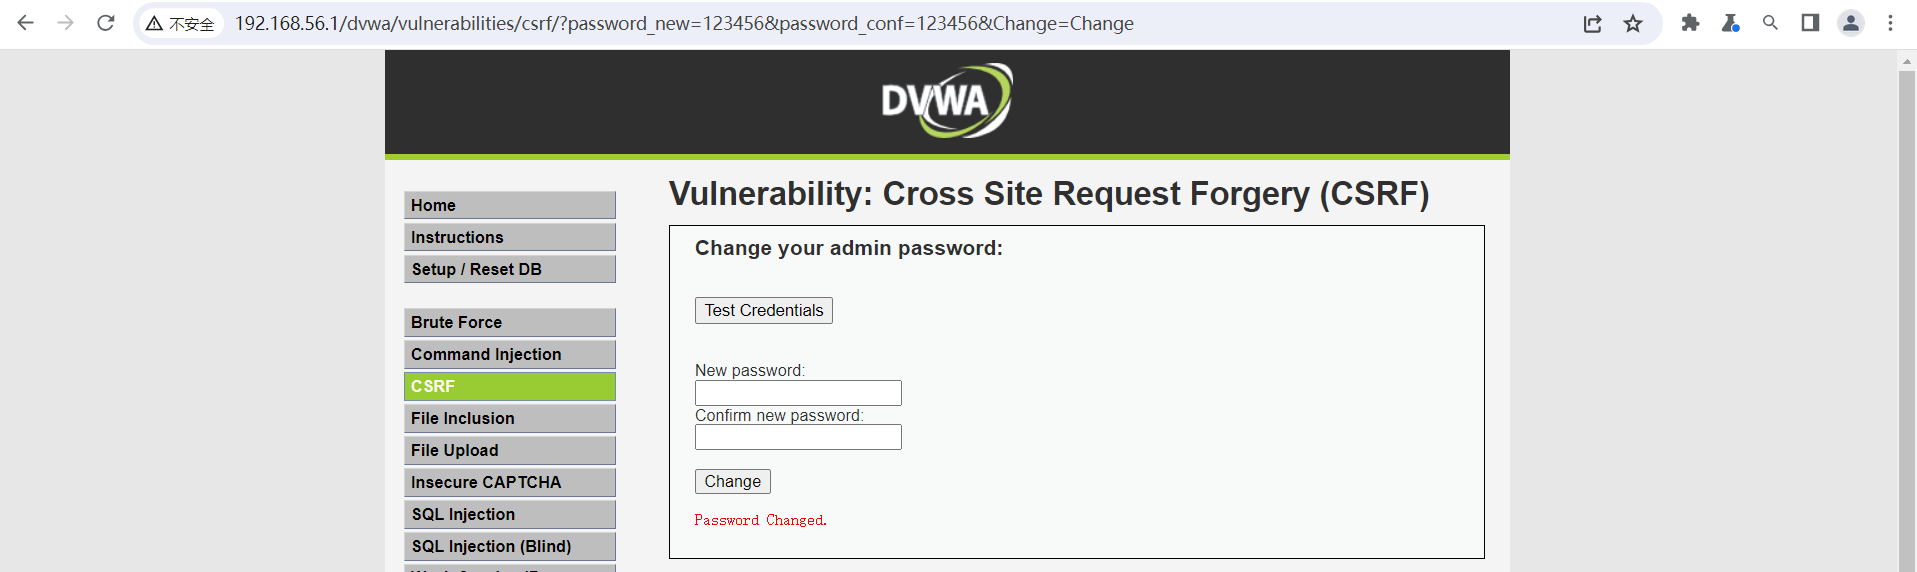 不安全 192.168.56.1/dvwa/vulnerabilities/csrf/?password_new=123456&password_conf=123456&Change=Change
DVWA
Home
Instructions
Setup / Reset DB
Brute Force
Command Injection
CSRF
File Inclusion
File Upload
Insecure CAPTCHA
SQL Injection
SQL Injection (Blind)
Vulnerability: Cross Site Request Forgery (CSRF)
Change your admin password:
Test Credentials
New password:
Confirm new password:
Change
Password Changed.